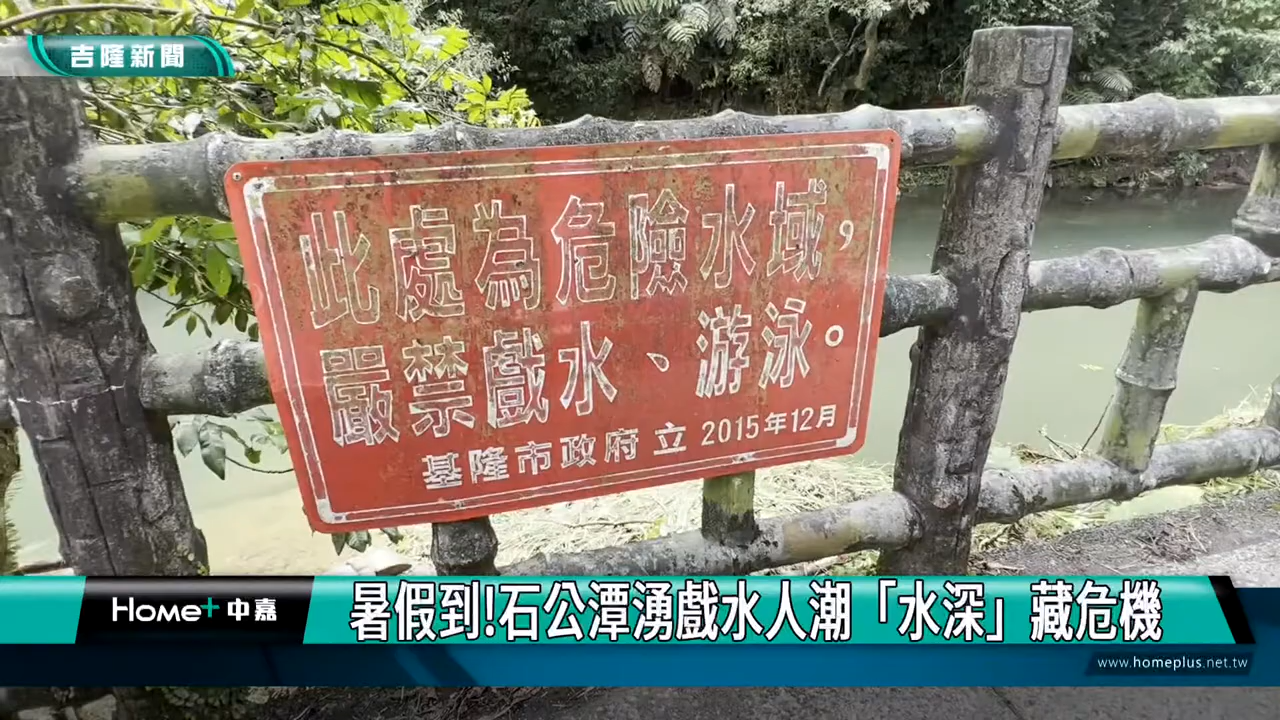 吉隆新聞
此處為危險水域，
嚴禁戲水、游泳。
基隆市政府 立 2015年12月
Home+中嘉
暑假到!石公潭湧戲水人潮「水深」藏危機
www.homeplus.net.tw